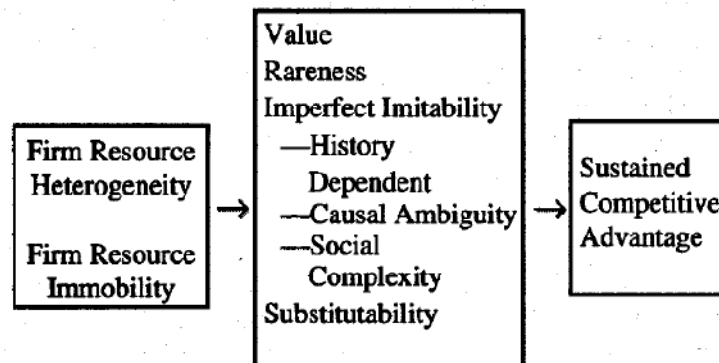 Firm Resource
Heterogeneity
Firm Resource
Immobility
Value
Rareness
Imperfect Imitability
—History
Dependent
—Causal Ambiguity
—Social
Complexity
Substitutability
Sustained
Competitive
Advantage